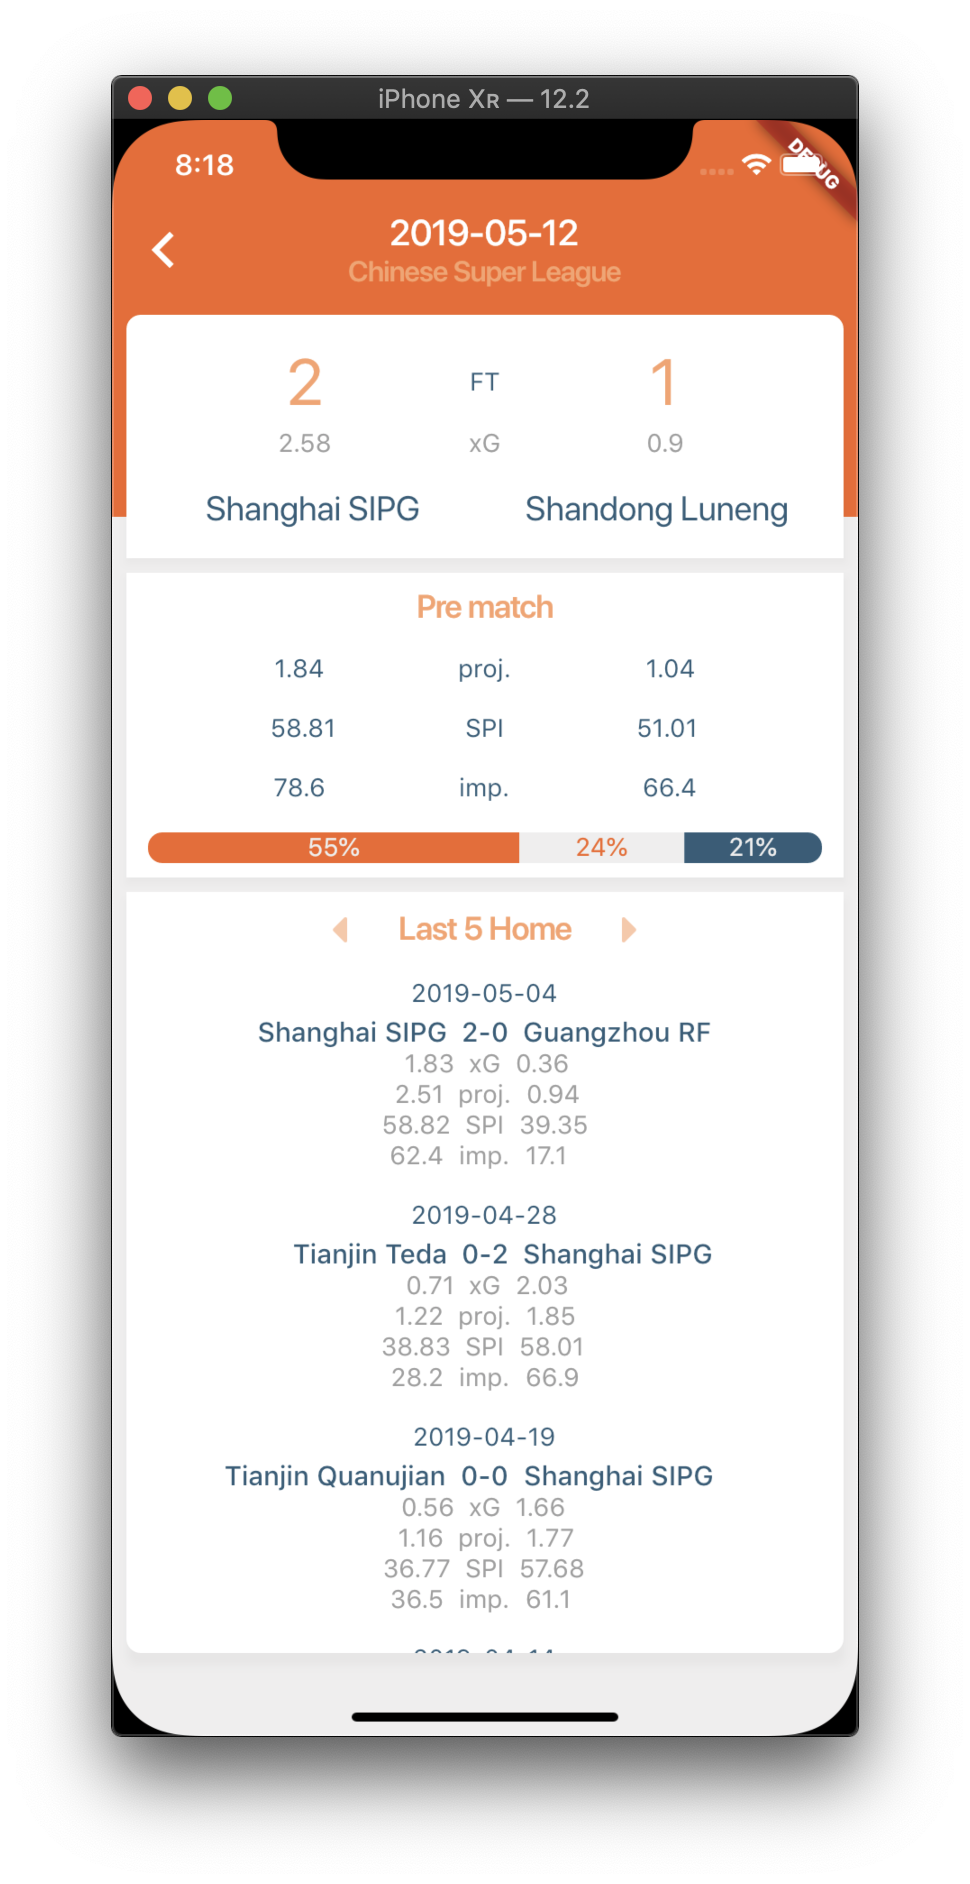 iPhone Xʀ — 12.2
8:18
DEBUG
2019-05-12
Chinese Super League
2 FT 1
2.58 xG 0.9
Shanghai SIPG Shandong Luneng
Pre match
1.84 proj. 1.04
58.81 SPI 51.01
78.6 imp. 66.4
55% 24% 21%
Last 5 Home
2019-05-04
Shanghai SIPG 2-0 Guangzhou RF
1.83 xG 0.36
2.51 proj. 0.94
58.82 SPI 39.35
62.4 imp. 17.1
2019-04-28
Tianjin Teda 0-2 Shanghai SIPG
0.71 xG 2.03
1.22 proj. 1.85
38.83 SPI 58.01
28.2 imp. 66.9
2019-04-19
Tianjin Quanujian 0-0 Shanghai SIPG
0.56 xG 1.66
1.16 proj. 1.77
36.77 SPI 57.68
36.5 imp. 61.1